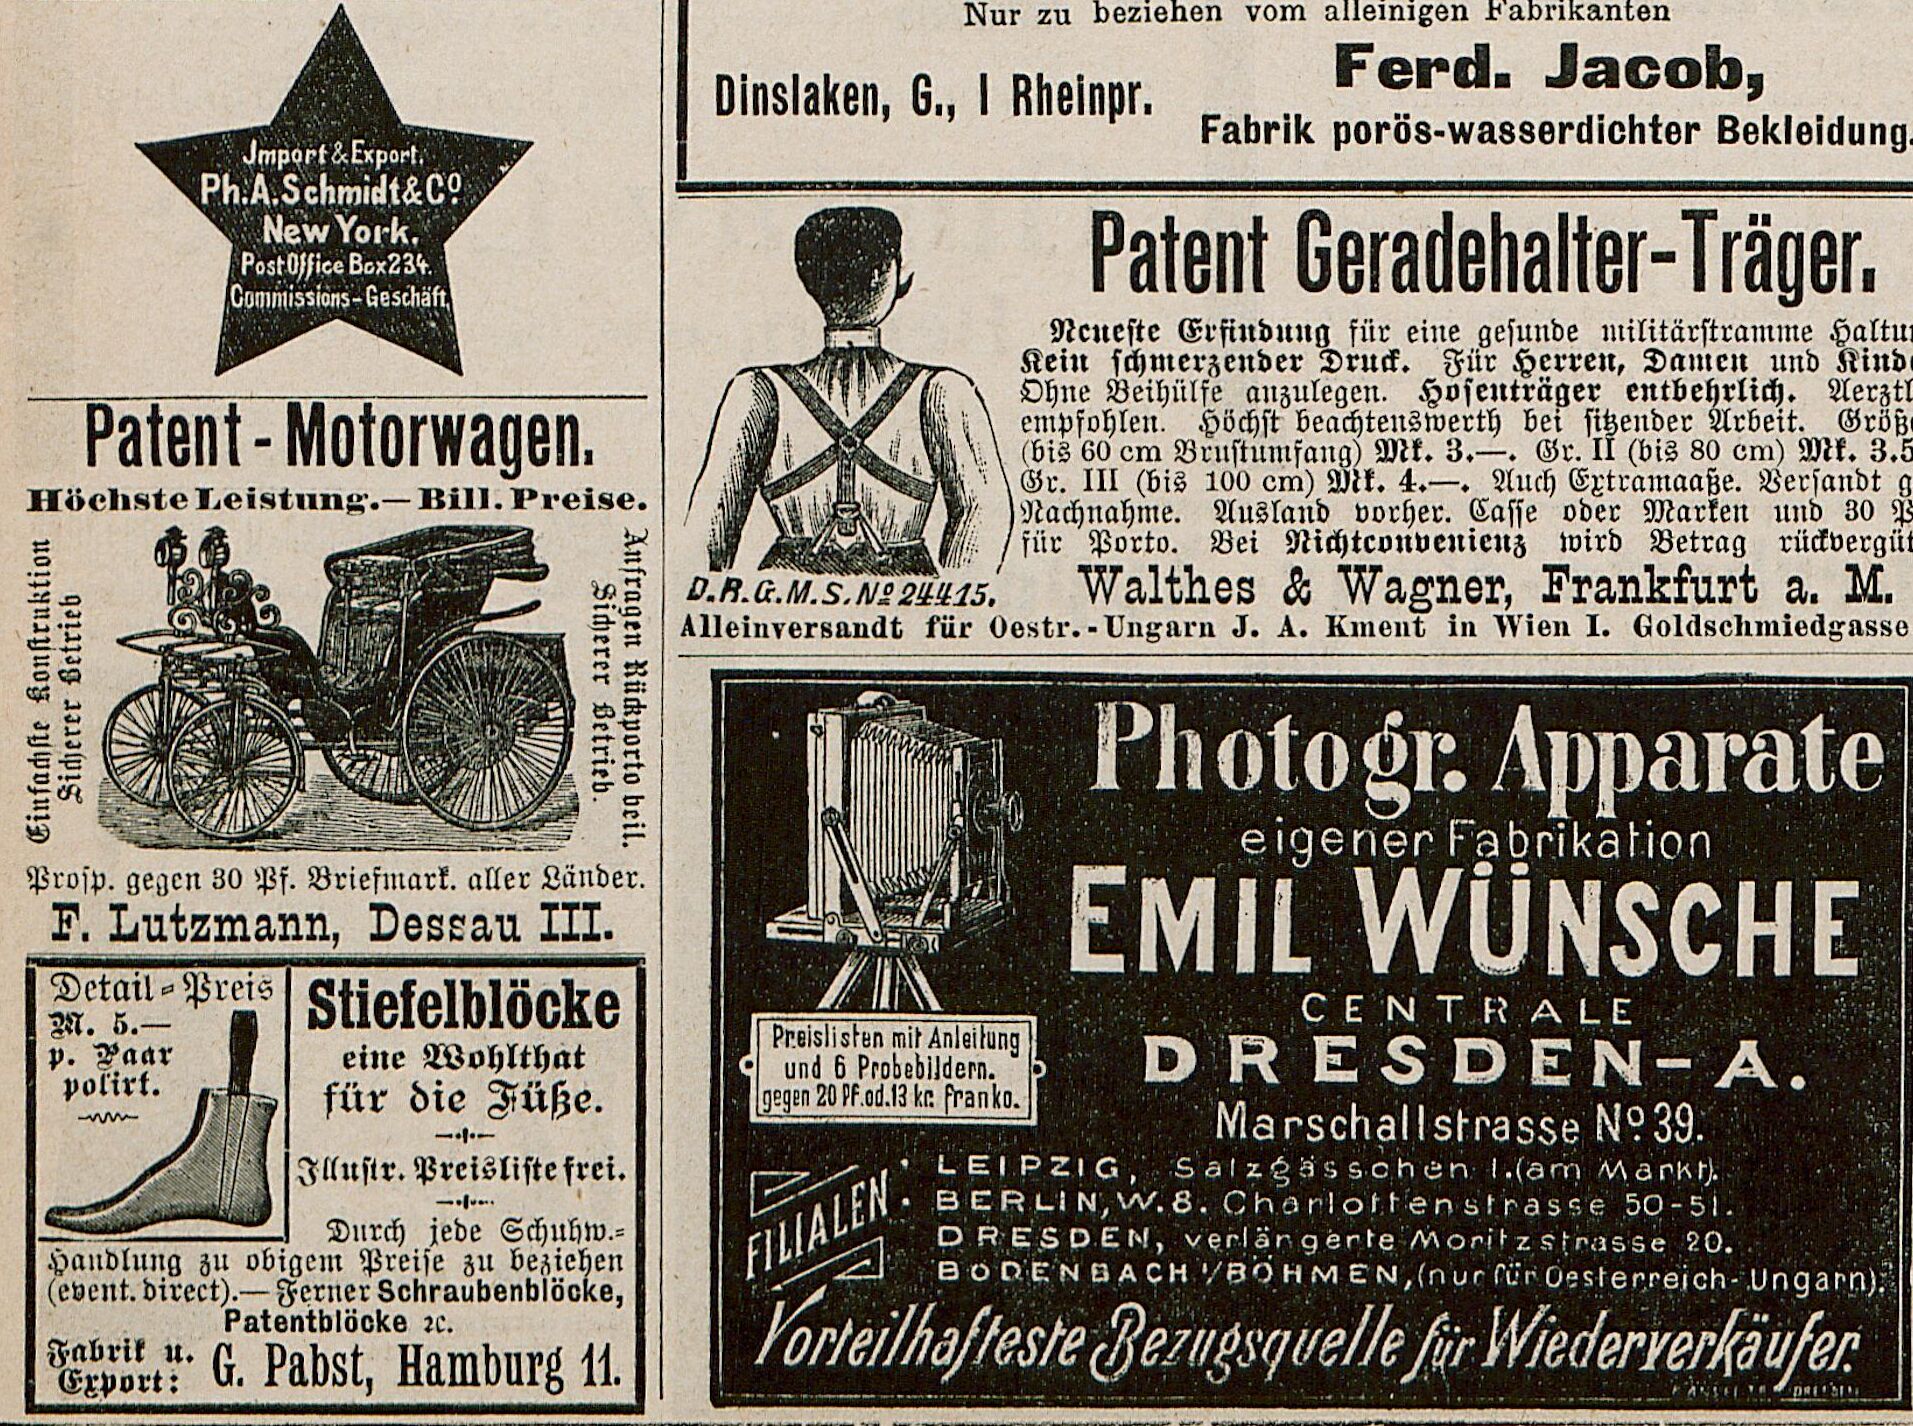 Import & Export.
Ph. A. Schmidt & Cº
New York.
Post Office Box 234.
Commissions-Geschäft.
Patent-Motorwagen.
Höchste Leistung.—Bill. Preise.
Einfachste Konstruktion
Sicherer Betrieb
Anfragen Rückporto beil.
Sicherer Betrieb.
Prosp. gegen 30 Pf. Briefmark. aller Länder.
F. Lutzmann, Dessau III.
Detail-Preis
M. 5.—
p. Paar
polirt.
Stiefelblöcke
eine Wohlthat
für die Füße.
Illustr. Preisliste frei.
Durch jede Schuhw.=
Handlung zu obigem Preise zu beziehen
(event. direct).— Ferner Schraubenblöcke,
Patentblöcke ꝛc.
Fabrik u.
Export:
G. Pabst, Hamburg 11.
Nur zu beziehen vom alleinigen Fabrikanten
Ferd. Jacob,
Dinslaken, G., I Rheinpr.
Fabrik porös-wasserdichter Bekleidung.
Patent Geradehalter-Träger.
Neueste Erfindung für eine gesunde militärstramme Haltu
Kein schmerzender Druck. Für Herren, Damen und Kinde
Ohne Beihülfe anzulegen. Hosenträger entbehrlich. Aerztl
empfohlen. Höchst beachtenswerth bei sitzender Arbeit. Größe
(bis 60 cm Brustumfang) Mk. 3.—. Gr. II (bis 80 cm) Mk. 3.5
Gr. III (bis 100 cm) Mk. 4.—. Auch Extramaaße. Versandt g
Nachnahme. Ausland vorher. Casse oder Marken und 30 P
für Porto. Bei Nichtconvenienz wird Betrag rückvergüt
D.R.G.M.S. Nº 24415.
Walthes & Wagner, Frankfurt a. M.
Alleinversandt für Oestr.-Ungarn J. A. Kment in Wien I. Goldschmiedgasse
Photogr. Apparate
eigener Fabrikation
EMIL WÜNSCHE
CENTRALE
DRESDEN-A.
Marschallstrasse Nº 39.
Preislisten mit Anleitung
und 6 Probebildern.
gegen 20 Pf. od. 13 kr. franko.
FILIALEN
LEIPZIG, Salzgässchen 1. (am Markt).
BERLIN, W. 8. Charlottenstrasse 50-51.
DRESDEN, verlängerte Moritzstrasse 20.
BODENBACH i/BÖHMEN, (nur für Oesterreich-Ungarn).
Vorteilhafteste Bezugsquelle für Wiederverkäufer.